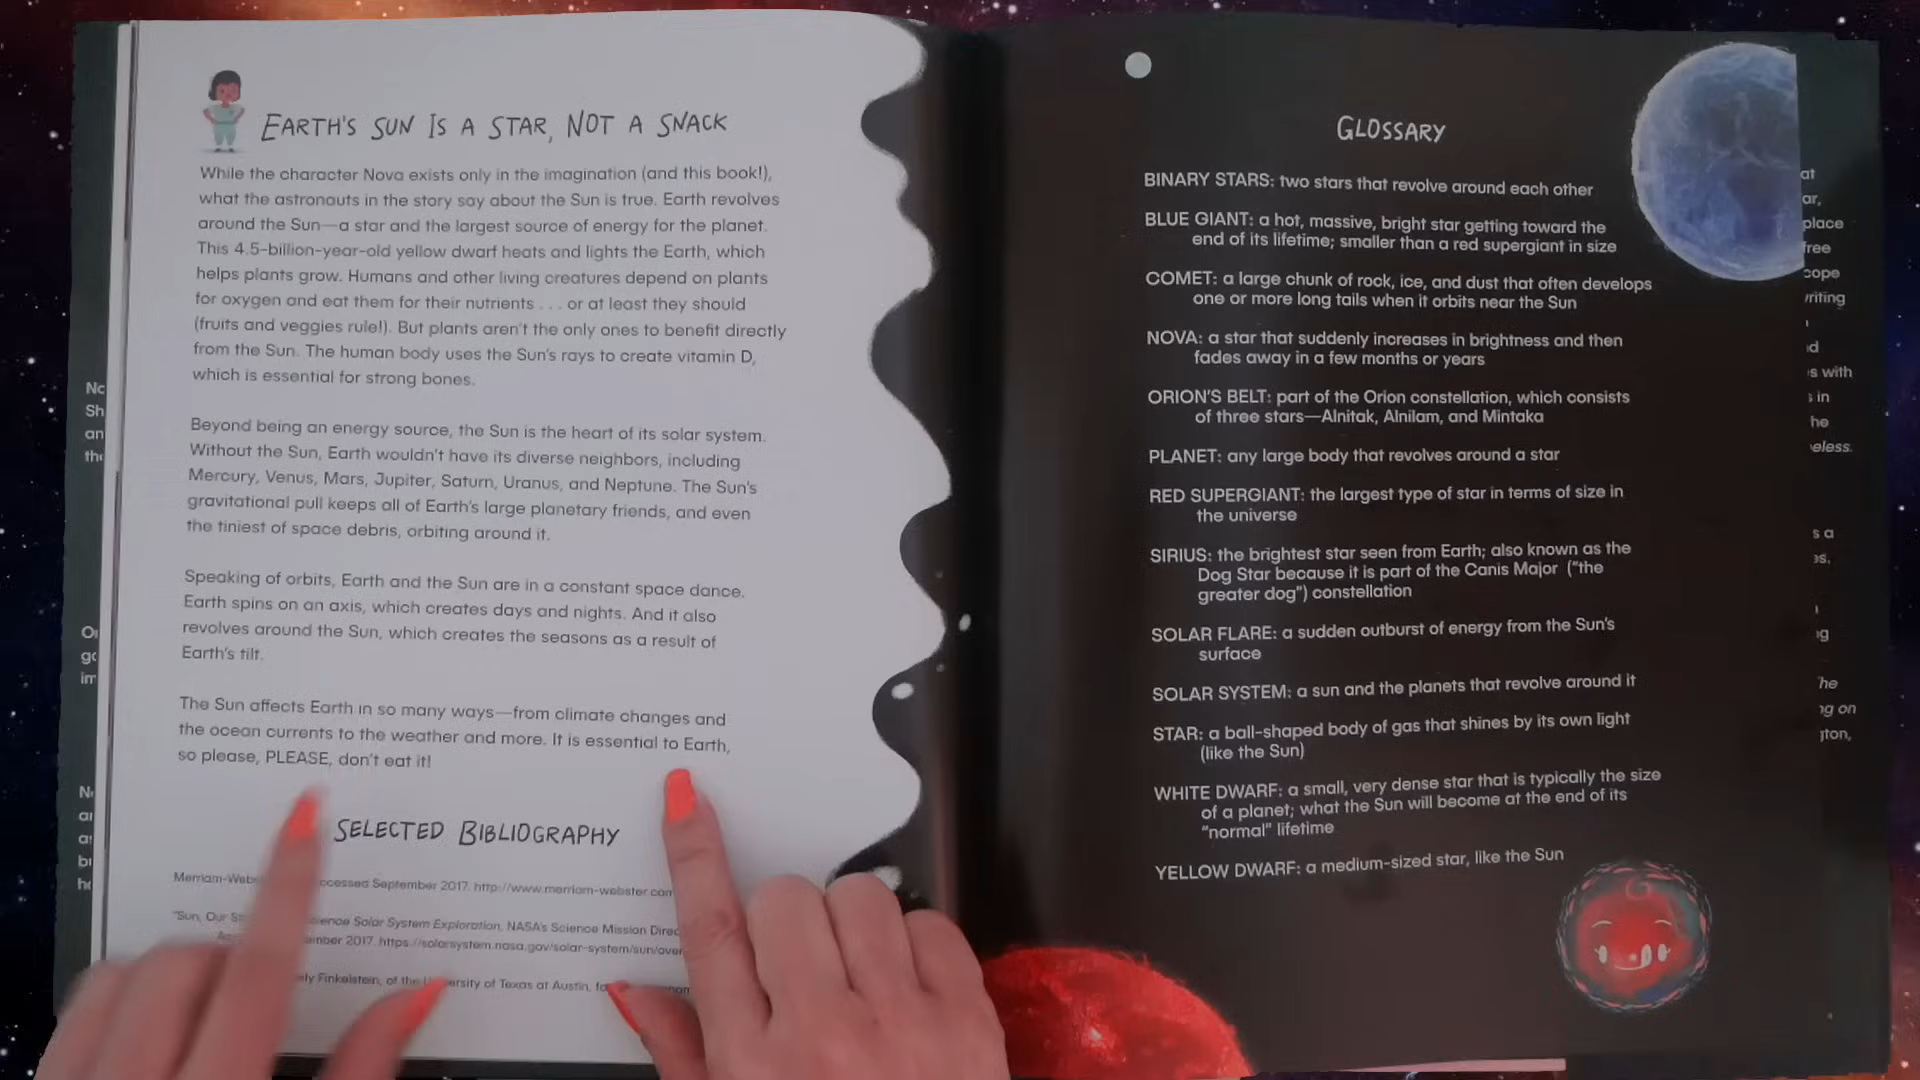 EARTH'S SUN IS A STAR, NOT A SNACK
While the character Nova exists only in the imagination (and this book!),
what the astronauts in the story say about the Sun is true. Earth revolves
around the Sun—a star and the largest source of energy for the planet.
This 4.5-billion-year-old yellow dwarf heats and lights the Earth, which
helps plants grow. Humans and other living creatures depend on plants
for oxygen and eat them for their nutrients . . . or at least they should
(fruits and veggies rule!). But plants aren't the only ones to benefit directly
from the Sun. The human body uses the Sun's rays to create vitamin D,
which is essential for strong bones.
Beyond being an energy source, the Sun is the heart of its solar system.
Without the Sun, Earth wouldn't have its diverse neighbors, including
Mercury, Venus, Mars, Jupiter, Saturn, Uranus, and Neptune. The Sun's
gravitational pull keeps all of Earth's large planetary friends, and even
the tiniest of space debris, orbiting around it.
Speaking of orbits, Earth and the Sun are in a constant space dance.
Earth spins on an axis, which creates days and nights. And it also
revolves around the Sun, which creates the seasons as a result of
Earth's tilt.
The Sun affects Earth in so many ways—from climate changes and
the ocean currents to the weather and more. It is essential to Earth,
so please, PLEASE, don't eat it!
SELECTED BIBLIOGRAPHY
accessed September 2017. http://www.merriam-webster.com
"Sun, Our Science Solar System Exploration, NASA's Science Mission
2017. https://solarsystem.nasa.gov/solar-system/sun/
Finkelstein, of the University of Texas at Austin,
GLOSSARY
BINARY STARS: two stars that revolve around each other
BLUE GIANT: a hot, massive, bright star getting toward the
end of its lifetime; smaller than a red supergiant in size
COMET: a large chunk of rock, ice, and dust that often develops
one or more long tails when it orbits near the Sun
NOVA: a star that suddenly increases in brightness and then
fades away in a few months or years
ORION'S BELT: part of the Orion constellation, which consists
of three stars—Alnitak, Alnilam, and Mintaka
PLANET: any large body that revolves around a star
RED SUPERGIANT: the largest type of star in terms of size in
the universe
SIRIUS: the brightest star seen from Earth; also known as the
Dog Star because it is part of the Canis Major ("the
greater dog") constellation
SOLAR FLARE: a sudden outburst of energy from the Sun's
surface
SOLAR SYSTEM: a sun and the planets that revolve around it
STAR: a ball-shaped body of gas that shines by its own light
(like the Sun)
WHITE DWARF: a small, very dense star that is typically the size
of a planet; what the Sun will become at the end of its
"normal" lifetime
YELLOW DWARF: a medium-sized star, like the Sun